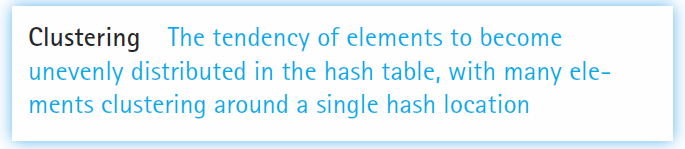 Clustering The tendency of elements to become
unevenly distributed in the hash table, with many ele-
ments clustering around a single hash location